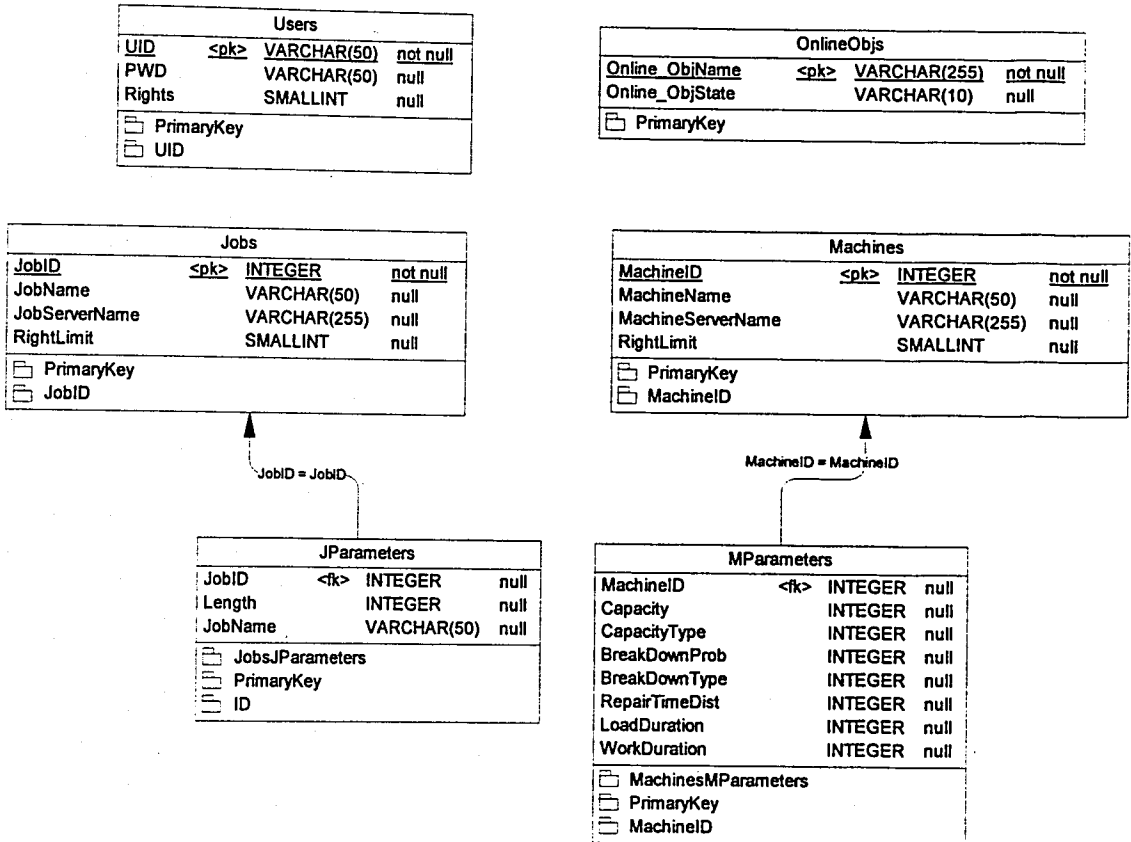 Users
UID <pk> VARCHAR(50) not null
PWD VARCHAR(50) null
Rights SMALLINT null
PrimaryKey
UID
OnlineObjs
Online_ObjName <pk> VARCHAR(255) not null
Online_ObjState VARCHAR(10) null
PrimaryKey
Jobs
JobID <pk> INTEGER not null
JobName VARCHAR(50) null
JobServerName VARCHAR(255) null
RightLimit SMALLINT null
PrimaryKey
JobID
Machines
MachineID <pk> INTEGER not null
MachineName VARCHAR(50) null
MachineServerName VARCHAR(255) null
RightLimit SMALLINT null
PrimaryKey
MachineID
JobID = JobID
MachineID = MachineID
JParameters
JobID <fk> INTEGER null
Length INTEGER null
JobName VARCHAR(50) null
JobsJParameters
PrimaryKey
ID
MParameters
MachineID <fk> INTEGER null
Capacity INTEGER null
CapacityType INTEGER null
BreakDownProb INTEGER null
BreakDownType INTEGER null
RepairTimeDist INTEGER null
LoadDuration INTEGER null
WorkDuration INTEGER null
MachinesMParameters
PrimaryKey
MachineID